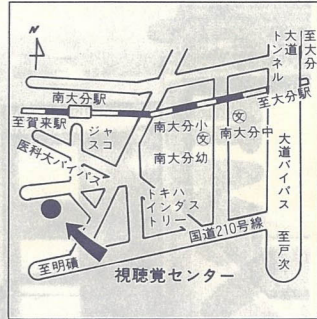 N
至大分
大道
トンネル
南大分駅
至大分駅
至賀来駅
ジャ
スコ
南大分小
文
文
南大分中
医科大バイパス
南大分幼
大道バイパス
トキハ
インダス
トリー
国道210号線
至戸次
至明磧
視聴覚センター